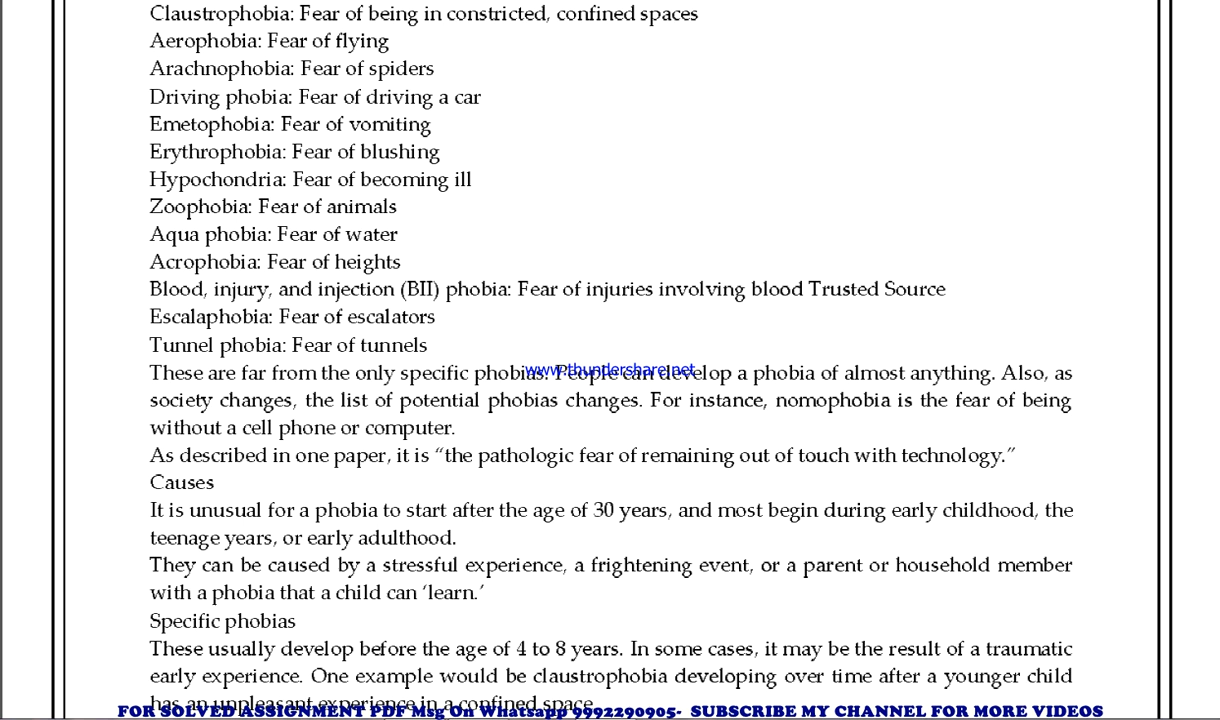 Claustrophobia: Fear of being in constricted, confined spaces
Aerophobia: Fear of flying
Arachnophobia: Fear of spiders
Driving phobia: Fear of driving a car
Emetophobia: Fear of vomiting
Erythrophobia: Fear of blushing
Hypochondria: Fear of becoming ill
Zoophobia: Fear of animals
Aqua phobia: Fear of water
Acrophobia: Fear of heights
Blood, injury, and injection (BII) phobia: Fear of injuries involving blood Trusted Source
Escalaphobia: Fear of escalators
Tunnel phobia: Fear of tunnels
These are far from the only specific phobias. People can develop a phobia of almost anything. Also, as
www.thundershare.net
society changes, the list of potential phobias changes. For instance, nomophobia is the fear of being
without a cell phone or computer.
As described in one paper, it is “the pathologic fear of remaining out of touch with technology.”
Causes
It is unusual for a phobia to start after the age of 30 years, and most begin during early childhood, the
teenage years, or early adulthood.
They can be caused by a stressful experience, a frightening event, or a parent or household member
with a phobia that a child can ‘learn.’
Specific phobias
These usually develop before the age of 4 to 8 years. In some cases, it may be the result of a traumatic
early experience. One example would be claustrophobia developing over time after a younger child
has an unpleasant experience in a confined space.
FOR SOLVED ASSIGNMENT PDF Msg On Whatsapp 9992290905- SUBSCRIBE MY CHANNEL FOR MORE VIDEOS